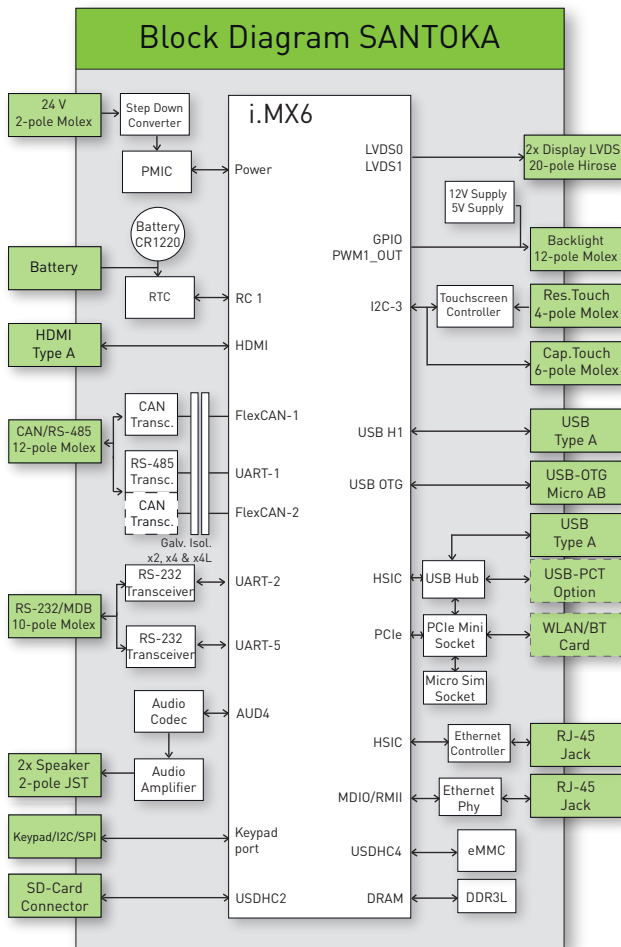 Block Diagram SANTOKA
24 V
2-pole Molex
Step Down
Converter
PMIC
Battery
CR1220
Battery
RTC
HDMI
Type A
CAN/RS-485
12-pole Molex
CAN
Transc.
RS-485
Transc.
CAN
Transc.
Galv. Isol.
x2, x4 & x4L
RS-232/MDB
10-pole Molex
RS-232
Transceiver
RS-232
Transceiver
Audio
Codec
2x Speaker
2-pole JST
Audio
Amplifier
Keypad/I2C/SPI
SD-Card
Connector
i.MX6
Power
RC 1
HDMI
FlexCAN-1
UART-1
FlexCAN-2
UART-2
UART-5
AUD4
Keypad
port
USDHC2
LVDS0
LVDS1
GPIO
PWM1_OUT
I2C-3
USB H1
USB OTG
HSIC
PCIe
HSIC
MDIO/RMII
USDHC4
DRAM
12V Supply
5V Supply
Touchscreen
Controller
USB Hub
PCIe Mini
Socket
Micro Sim
Socket
Ethernet
Controller
Ethernet
Phy
eMMC
DDR3L
2x Display LVDS
20-pole Hirose
Backlight
12-pole Molex
Res.Touch
4-pole Molex
Cap.Touch
6-pole Molex
USB
Type A
USB-OTG
Micro AB
USB
Type A
USB-PCT
Option
WLAN/BT
Card
RJ-45
Jack
RJ-45
Jack